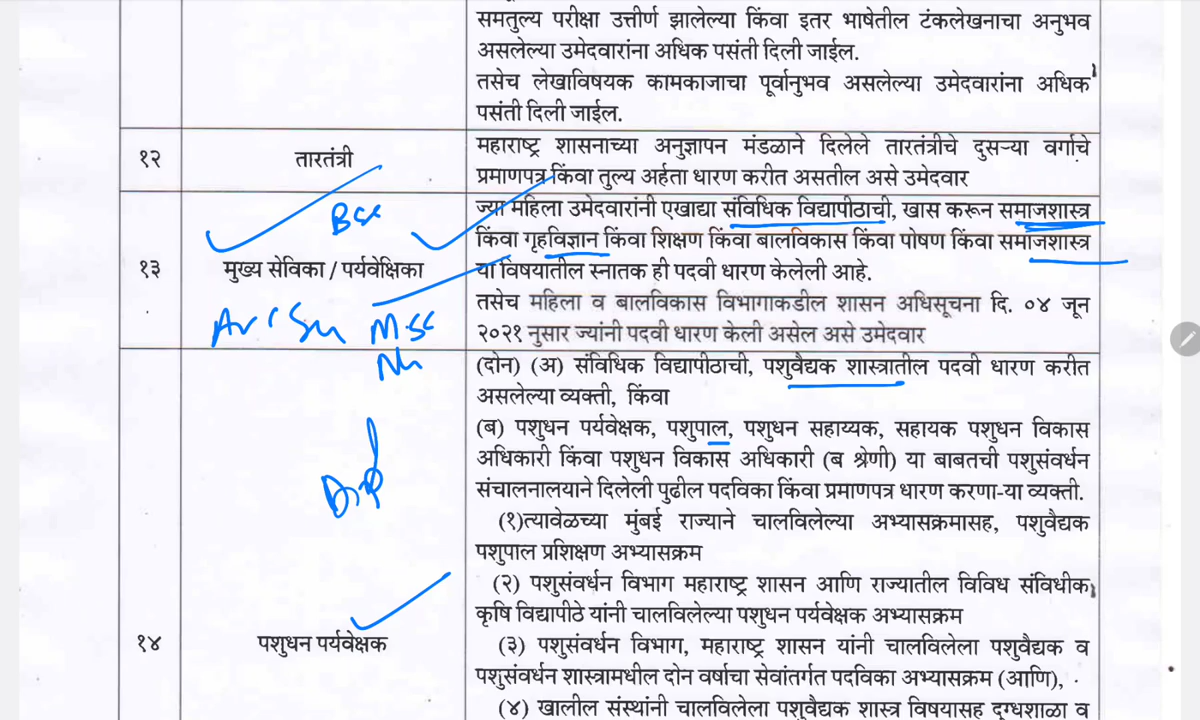 समतुल्य परीक्षा उत्तीर्ण झालेल्या किंवा इतर भाषेतील टंकलेखनाचा अनुभव
असलेल्या उमेदवारांना अधिक पसंती दिली जाईल.
तसेच लेखाविषयक कामकाजाचा पूर्वानुभव असलेल्या उमेदवारांना अधिक
पसंती दिली जाईल.
१२
तारतंत्री
महाराष्ट्र शासनाच्या अनुज्ञापन मंडळाने दिलेले तारतंत्रीचे दुसऱ्या वर्गाचे
प्रमाणपत्र किंवा तुल्य अर्हता धारण करीत असतील असे उमेदवार
१३
Bsc
मुख्य सेविका / पर्यवेक्षिका
M.sc
ज्या महिला उमेदवारांनी एखाद्या संविधिक विद्यापीठाची, खास करून समाजशास्त्र
किंवा गृहविज्ञान किंवा शिक्षण किंवा बालविकास किंवा पोषण किंवा समाजशास्त्र
या विषयातील स्नातक ही पदवी धारण केलेली आहे.
तसेच महिला व बालविकास विभागाकडील शासन अधिसूचना दि. ०४ जून
२०२१ नुसार ज्यांनी पदवी धारण केली असेल असे उमेदवार
१४
Dip
पशुधन पर्यवेक्षक
(दोन) (अ) संविधिक विद्यापीठाची, पशुवैद्यक शास्त्रातील पदवी धारण करीत
असलेल्या व्यक्ती, किंवा
(ब) पशुधन पर्यवेक्षक, पशुपाल, पशुधन सहाय्यक, सहायक पशुधन विकास
अधिकारी किंवा पशुधन विकास अधिकारी (ब श्रेणी) या बाबतची पशुसंवर्धन
संचालनालयाने दिलेली पुढील पदविका किंवा प्रमाणपत्र धारण करणा-या व्यक्ती.
(१)त्यावेळच्या मुंबई राज्याने चालविलेल्या अभ्यासक्रमासह, पशुवैद्यक
पशुपाल प्रशिक्षण अभ्यासक्रम
(२) पशुसंवर्धन विभाग महाराष्ट्र शासन आणि राज्यातील विविध संविधीक,
कृषि विद्यापीठे यांनी चालविलेल्या पशुधन पर्यवेक्षक अभ्यासक्रम
(३) पशुसंवर्धन विभाग, महाराष्ट्र शासन यांनी चालविलेला पशुवैद्यक व
पशुसंवर्धन शास्त्रामधील दोन वर्षाचा सेवांतर्गत पदविका अभ्यासक्रम (आणि),
(४) खालील संस्थांनी चालविलेला पशुवैद्यक शास्त्र विषयासह दुग्धशाळा व